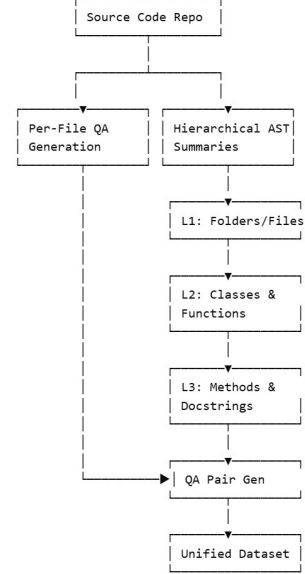 Source Code Repo
Per-File QA
Generation
Hierarchical AST
Summaries
L1: Folders/Files
L2: Classes &
Functions
L3: Methods &
Docstrings
QA Pair Gen
Unified Dataset